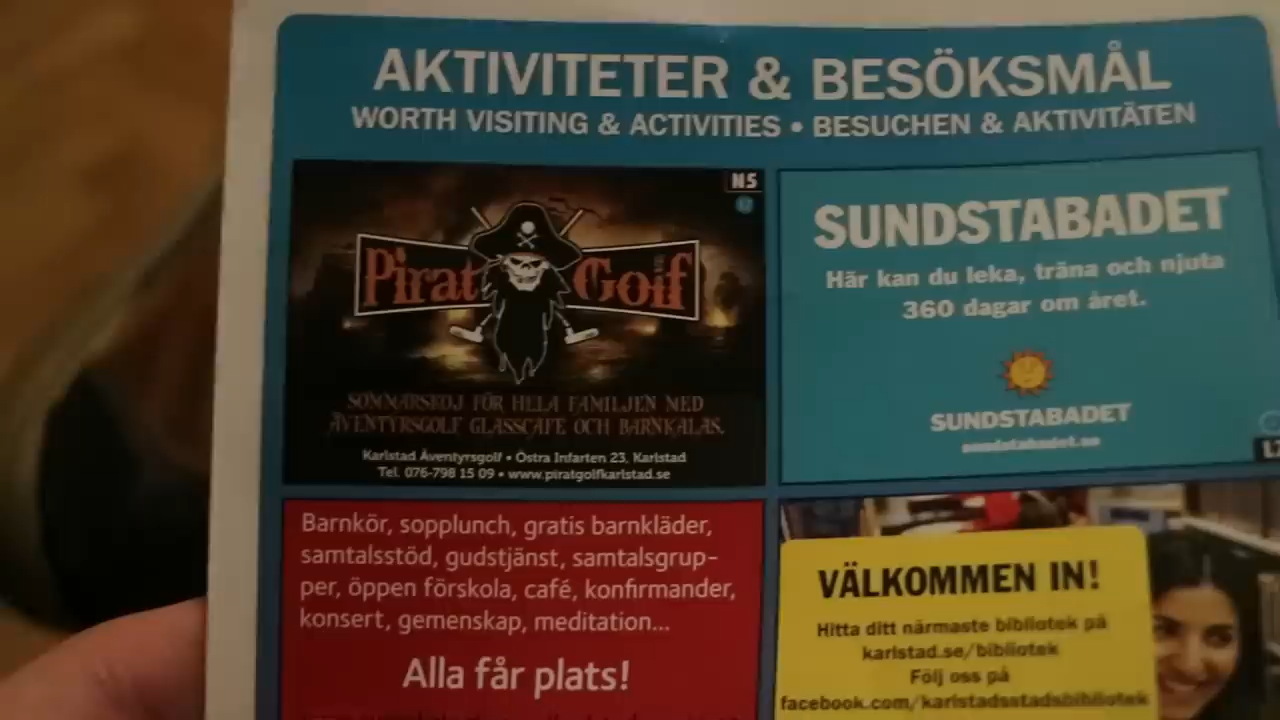 AKTIVITETER & BESÖKSMÅL
WORTH VISITING & ACTIVITIES • BESUCHEN & AKTIVITÄTEN
N5
Pirat Golf
SOMMARSKOJ FÖR HELA FAMILJEN MED
ÄVENTYRSGOLF GLASSCAFE OCH BARNKALAS.
Karlstad Äventyrsgolf • Östra Infarten 23, Karlstad
Tel. 076-798 15 09 • www.piratgolfkarlstad.se
SUNDSTABADET
Här kan du leka, träna och njuta
360 dagar om året.
SUNDSTABADET
sundstabadet.se
Barnkör, sopplunch, gratis barnkläder,
samtalsstöd, gudstjänst, samtalsgrup-
per, öppen förskola, café, konfirmander,
konsert, gemenskap, meditation...
Alla får plats!
VÄLKOMMEN IN!
Hitta ditt närmaste bibliotek på
karlstad.se/bibliotek
Följ oss på
facebook.com/karlstadsstadsbibliotek